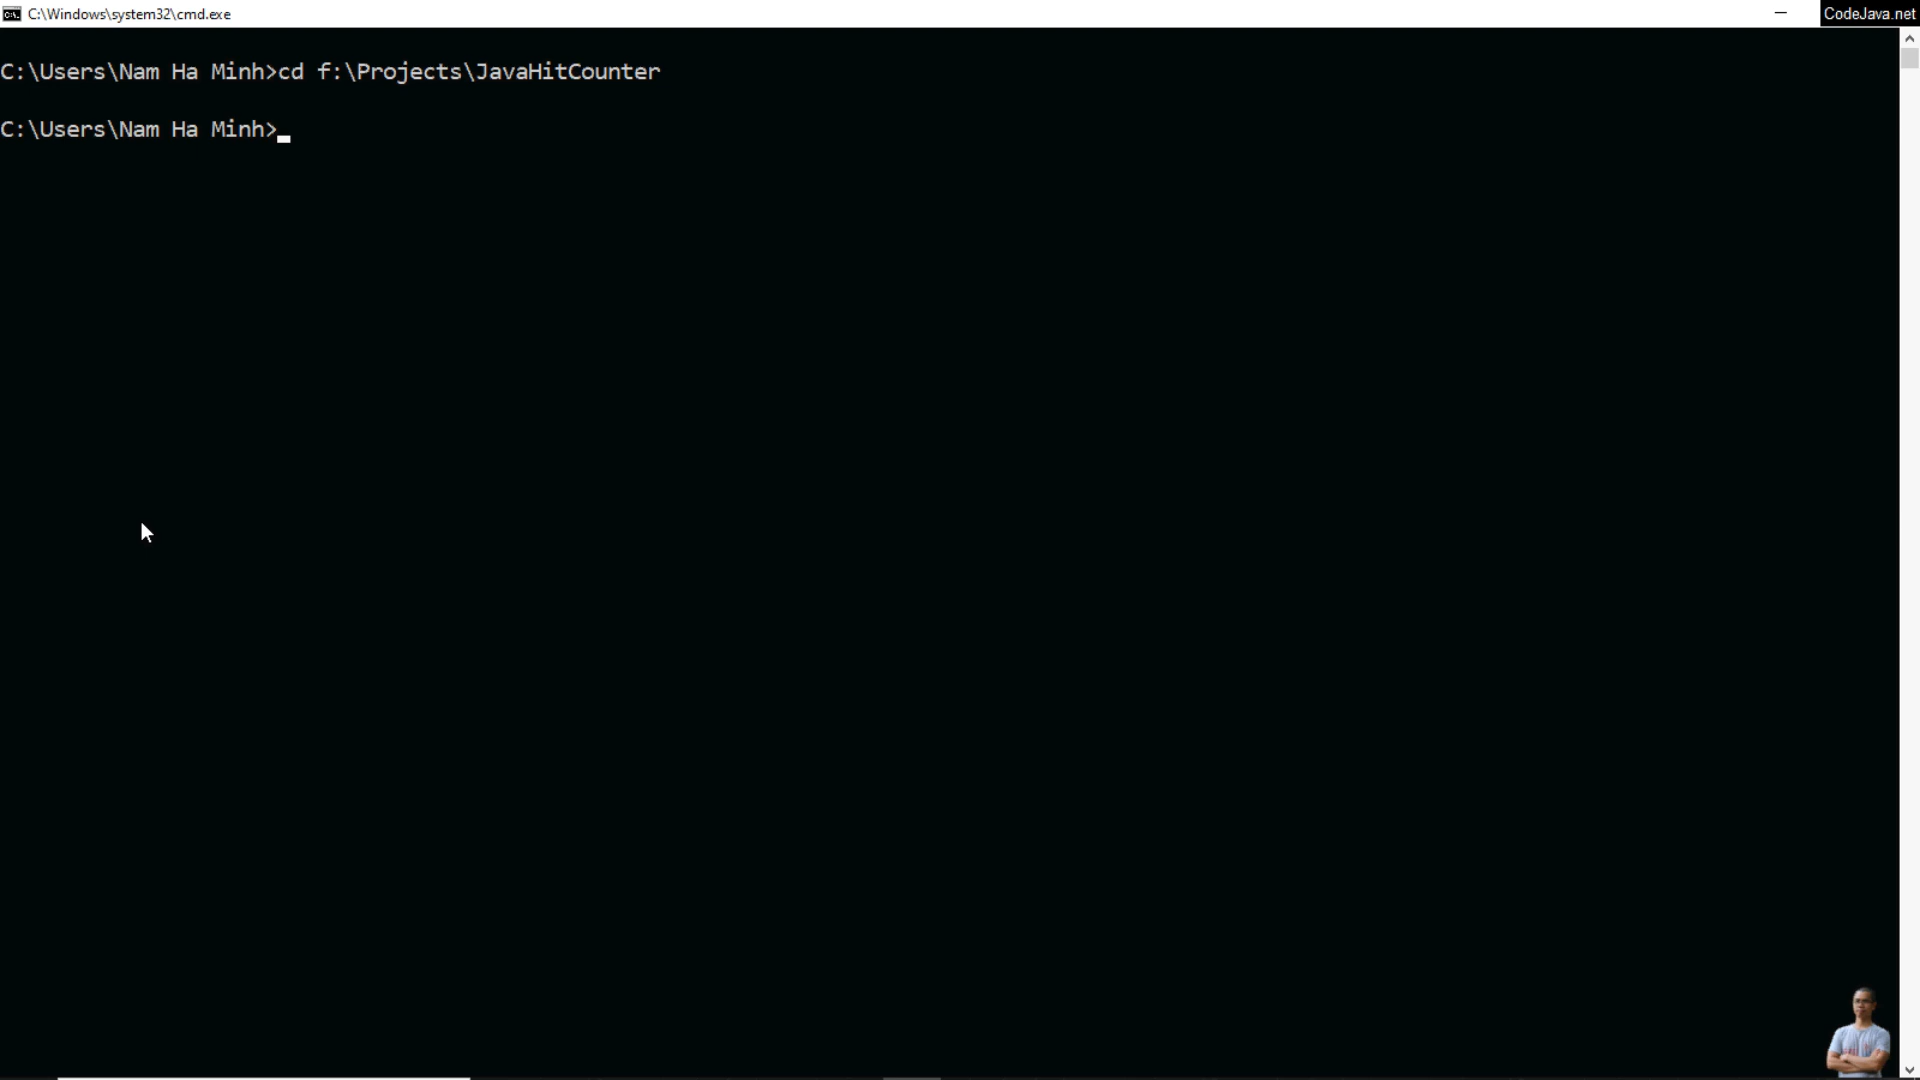 C:\Windows\system32\cmd.exe
CodeJava.net
C:\Users\Nam Ha Minh>cd f:\Projects\JavaHitCounter
C:\Users\Nam Ha Minh>